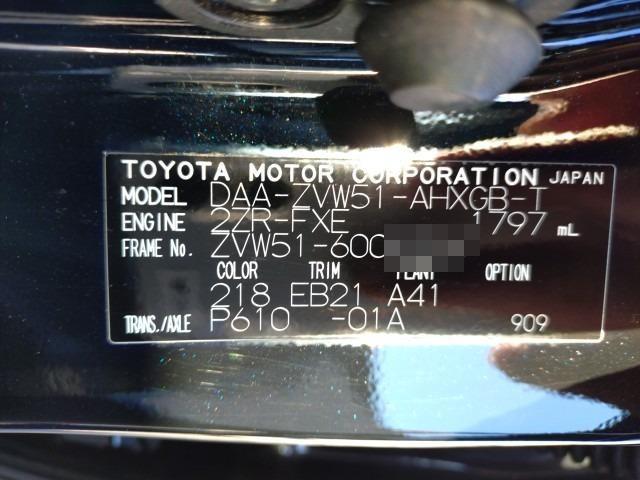 TOYOTA MOTOR CORPORATION JAPAN
MODEL DAA-ZVW51-AHXGB-T
ENGINE 2ZR-FXE 1797 mL
FRAME No. ZVW51-600
COLOR TRIM PLANT OPTION
218 EB21 A41
TRANS./AXLE P610 -01A 909